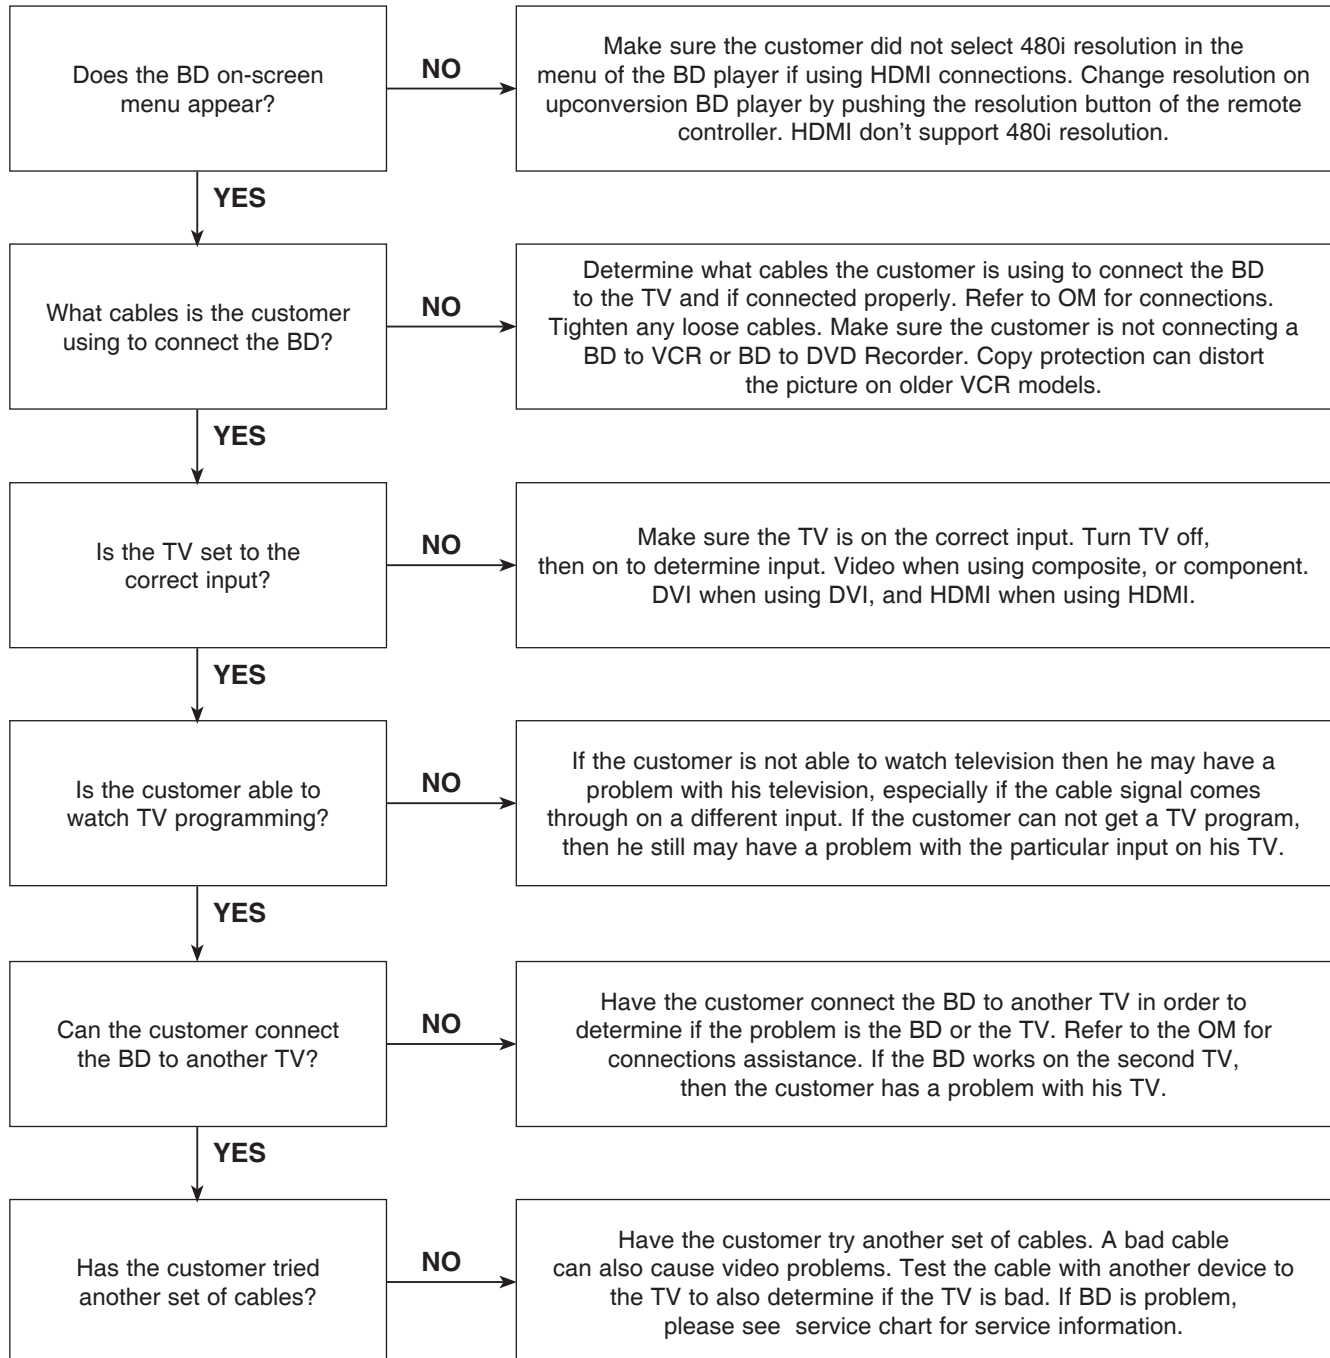 Does the BD on-screen
menu appear?
NO
Make sure the customer did not select 480i resolution in the
menu of the BD player if using HDMI connections. Change resolution on
upconversion BD player by pushing the resolution button of the remote
controller. HDMI don't support 480i resolution.
YES
What cables is the customer
using to connect the BD?
NO
Determine what cables the customer is using to connect the BD
to the TV and if connected properly. Refer to OM for connections.
Tighten any loose cables. Make sure the customer is not connecting a
BD to VCR or BD to DVD Recorder. Copy protection can distort
the picture on older VCR models.
YES
Is the TV set to the
correct input?
NO
Make sure the TV is on the correct input. Turn TV off,
then on to determine input. Video when using composite, or component.
DVI when using DVI, and HDMI when using HDMI.
YES
Is the customer able to
watch TV programming?
NO
If the customer is not able to watch television then he may have a
problem with his television, especially if the cable signal comes
through on a different input. If the customer can not get a TV program,
then he still may have a problem with the particular input on his TV.
YES
Can the customer connect
the BD to another TV?
NO
Have the customer connect the BD to another TV in order to
determine if the problem is the BD or the TV. Refer to the OM for
connections assistance. If the BD works on the second TV,
then the customer has a problem with his TV.
YES
Has the customer tried
another set of cables?
NO
Have the customer try another set of cables. A bad cable
can also cause video problems. Test the cable with another device to
the TV to also determine if the TV is bad. If BD is problem,
please see  service chart for service information.